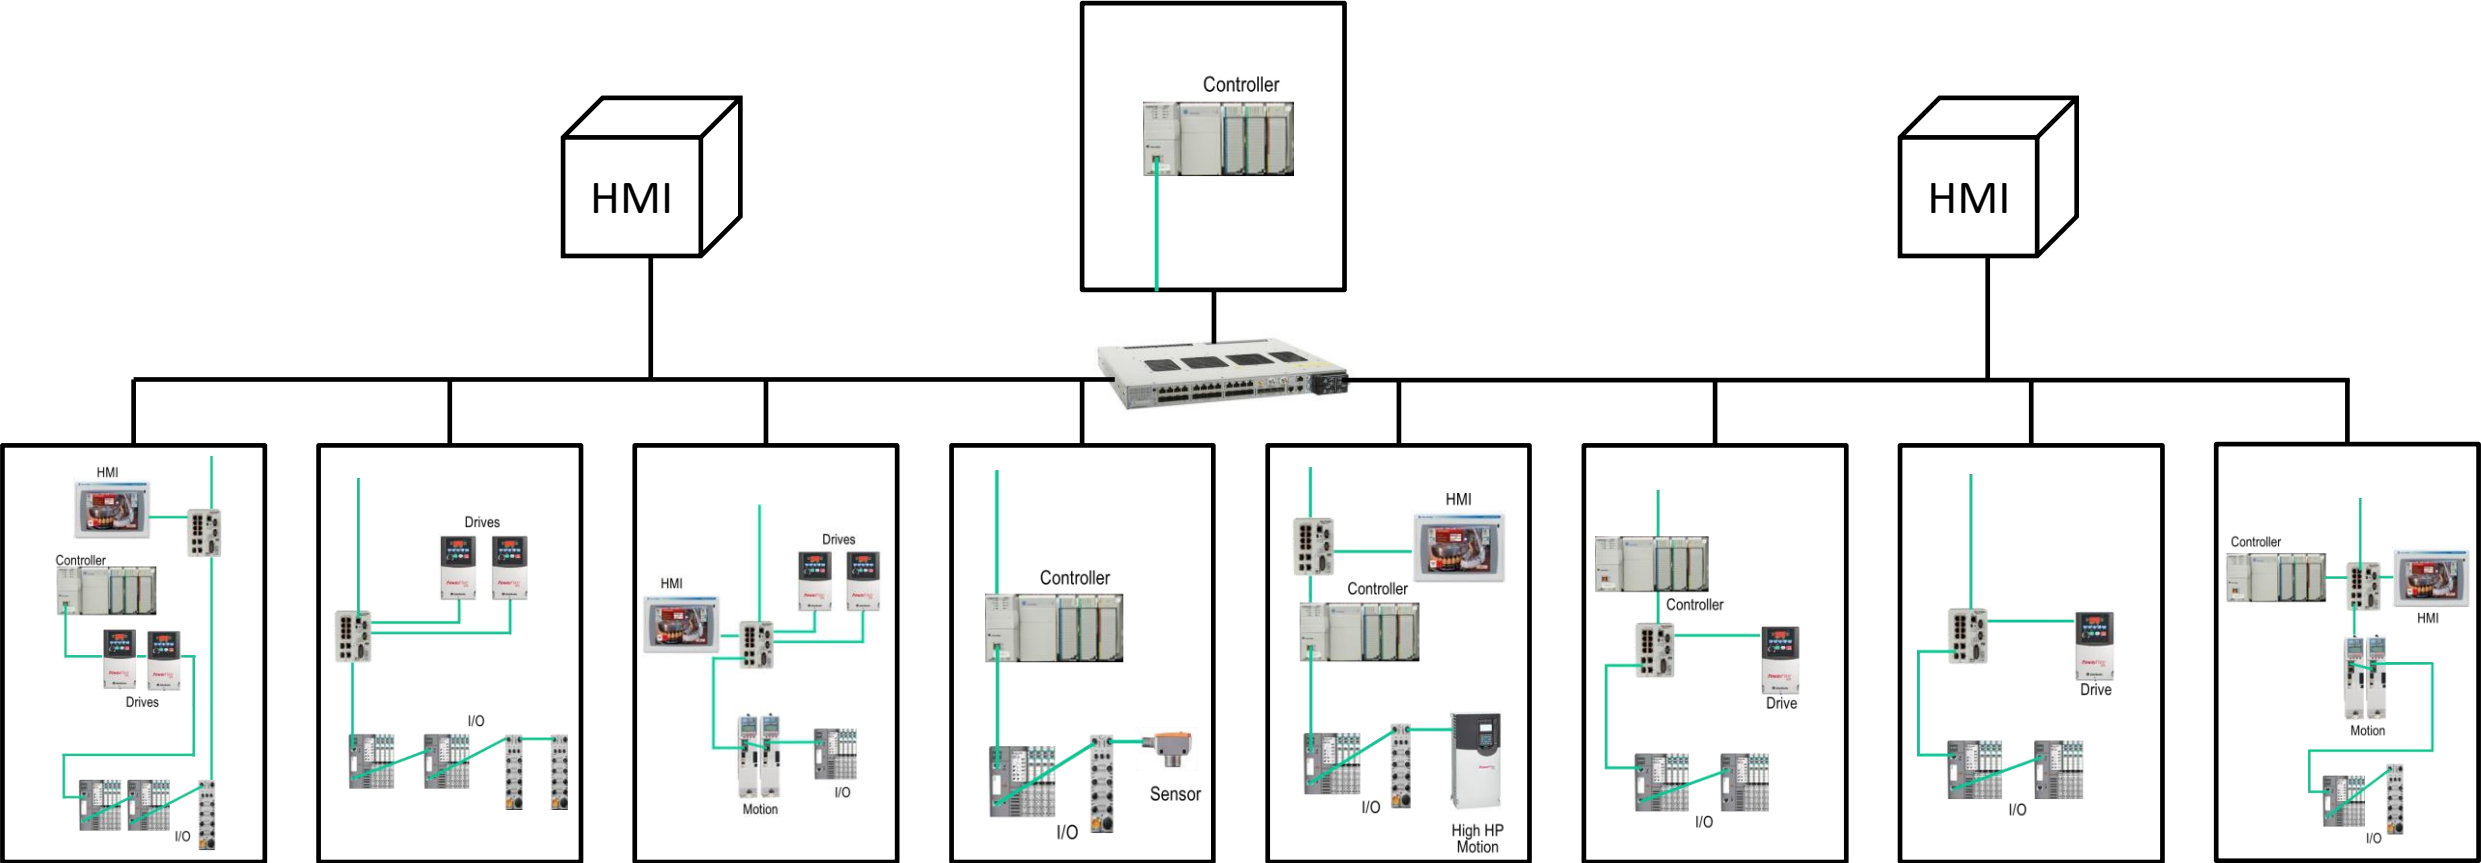 Controller
HMI
HMI
HMI
Controller
Drives
I/O
Drives
I/O
Drives
HMI
Motion
I/O
Controller
I/O
Sensor
HMI
Controller
I/O
High HP
Motion
Controller
Drive
I/O
Drive
I/O
Controller
HMI
Motion
I/O